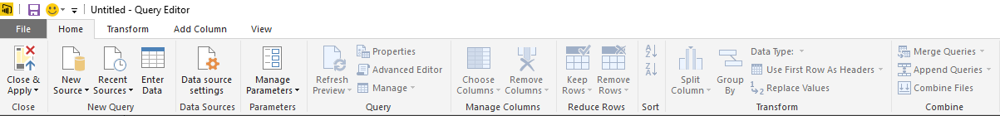 Untitled - Query Editor
File Home Transform Add Column View
Close & Apply
Close
New Source
Recent Sources
Enter Data
New Query
Data source settings
Data Sources
Manage Parameters
Parameters
Refresh Preview
Properties
Advanced Editor
Manage
Query
Choose Columns
Remove Columns
Manage Columns
Keep Rows
Remove Rows
Reduce Rows
A
Z
Z
A
Sort
Split Column
Group By
Data Type:
Use First Row As Headers
1
2
Replace Values
Transform
Merge Queries
Append Queries
Combine Files
Combine